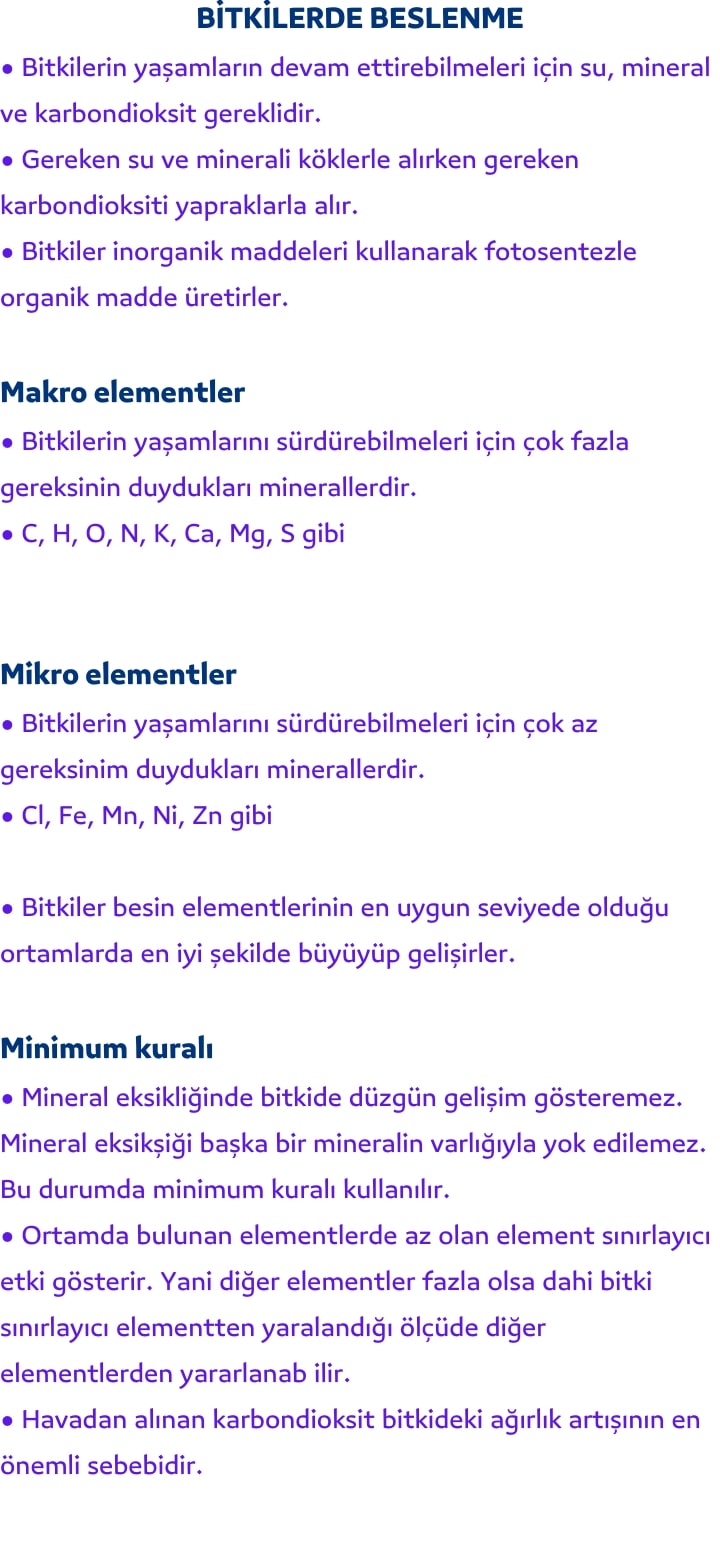 BİTKİLERDE BESLENME
• Bitkilerin yaşamların devam ettirebilmeleri için su, mineral
ve karbondioksit gereklidir.
• Gereken su ve minerali köklerle alırken gereken
karbondioksiti yapraklarla alır.
• Bitkiler inorganik maddeleri kullanarak fotosentezle
organik madde üretirler.
Makro elementler
• Bitkilerin yaşamlarını sürdürebilmeleri için çok fazla
gereksinin duydukları minerallerdir.
• C, H, O, N, K, Ca, Mg, S gibi
Mikro elementler
• Bitkilerin yaşamlarını sürdürebilmeleri için çok az
gereksinim duydukları minerallerdir.
• Cl, Fe, Mn, Ni, Zn gibi
• Bitkiler besin elementlerinin en uygun seviyede olduğu
ortamlarda en iyi şekilde büyüyüp gelişirler.
Minimum kuralı
• Mineral eksikliğinde bitkide düzgün gelişim gösteremez.
Mineral eksikşiği başka bir mineralin varlığıyla yok edilemez.
Bu durumda minimum kuralı kullanılır.
• Ortamda bulunan elementlerde az olan element sınırlayıcı
etki gösterir. Yani diğer elementler fazla olsa dahi bitki
sınırlayıcı elementten yaralandığı ölçüde diğer
elementlerden yararlanab ilir.
• Havadan alınan karbondioksit bitkideki ağırlık artışının en
önemli sebebidir.